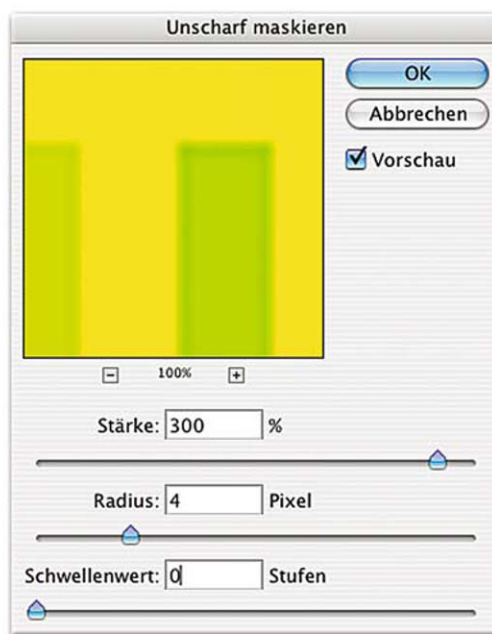 Unscharf maskieren
OK
Abbrechen
Vorschau
100%
Stärke: 300 %
Radius: 4 Pixel
Schwellenwert: 0 Stufen